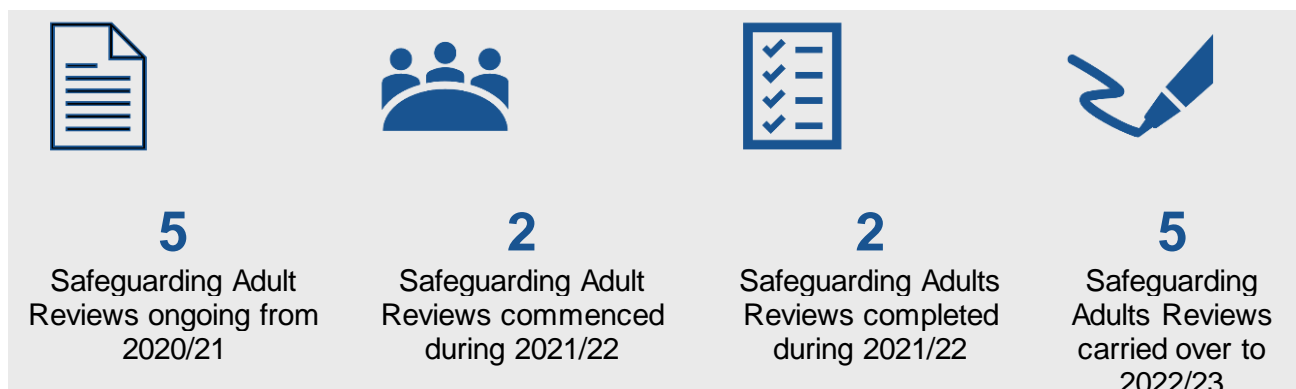 5
Safeguarding Adult
Reviews ongoing from
2020/21
2
Safeguarding Adult
Reviews commenced
during 2021/22
2
Safeguarding Adults
Reviews completed
during 2021/22
5
Safeguarding
Adults Reviews
carried over to
2022/23